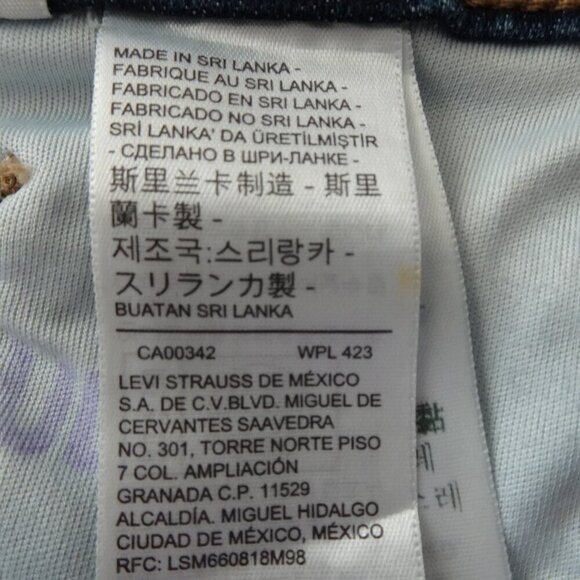 MADE IN SRI LANKA -
FABRIQUE AU SRI LANKA -
FABRICADO EN SRI LANKA -
FABRICADO NO SRI LANKA -
SRİ LANKA' DA ÜRETİLMİŞTİR
- СДЕЛАНО В ШРИ-ЛАНКЕ -
斯里兰卡制造 - 斯里
蘭卡製 -
제조국:스리랑카 -
スリランカ製 -
BUATAN SRI LANKA
CA00342 WPL 423
LEVI STRAUSS DE MÉXICO
S.A. DE C.V.BLVD. MIGUEL DE
CERVANTES SAAVEDRA
NO. 301, TORRE NORTE PISO
7 COL. AMPLIACIÓN
GRANADA C.P. 11529
ALCALDÍA. MIGUEL HIDALGO
CIUDAD DE MÉXICO, MÉXICO
RFC: LSM660818M98